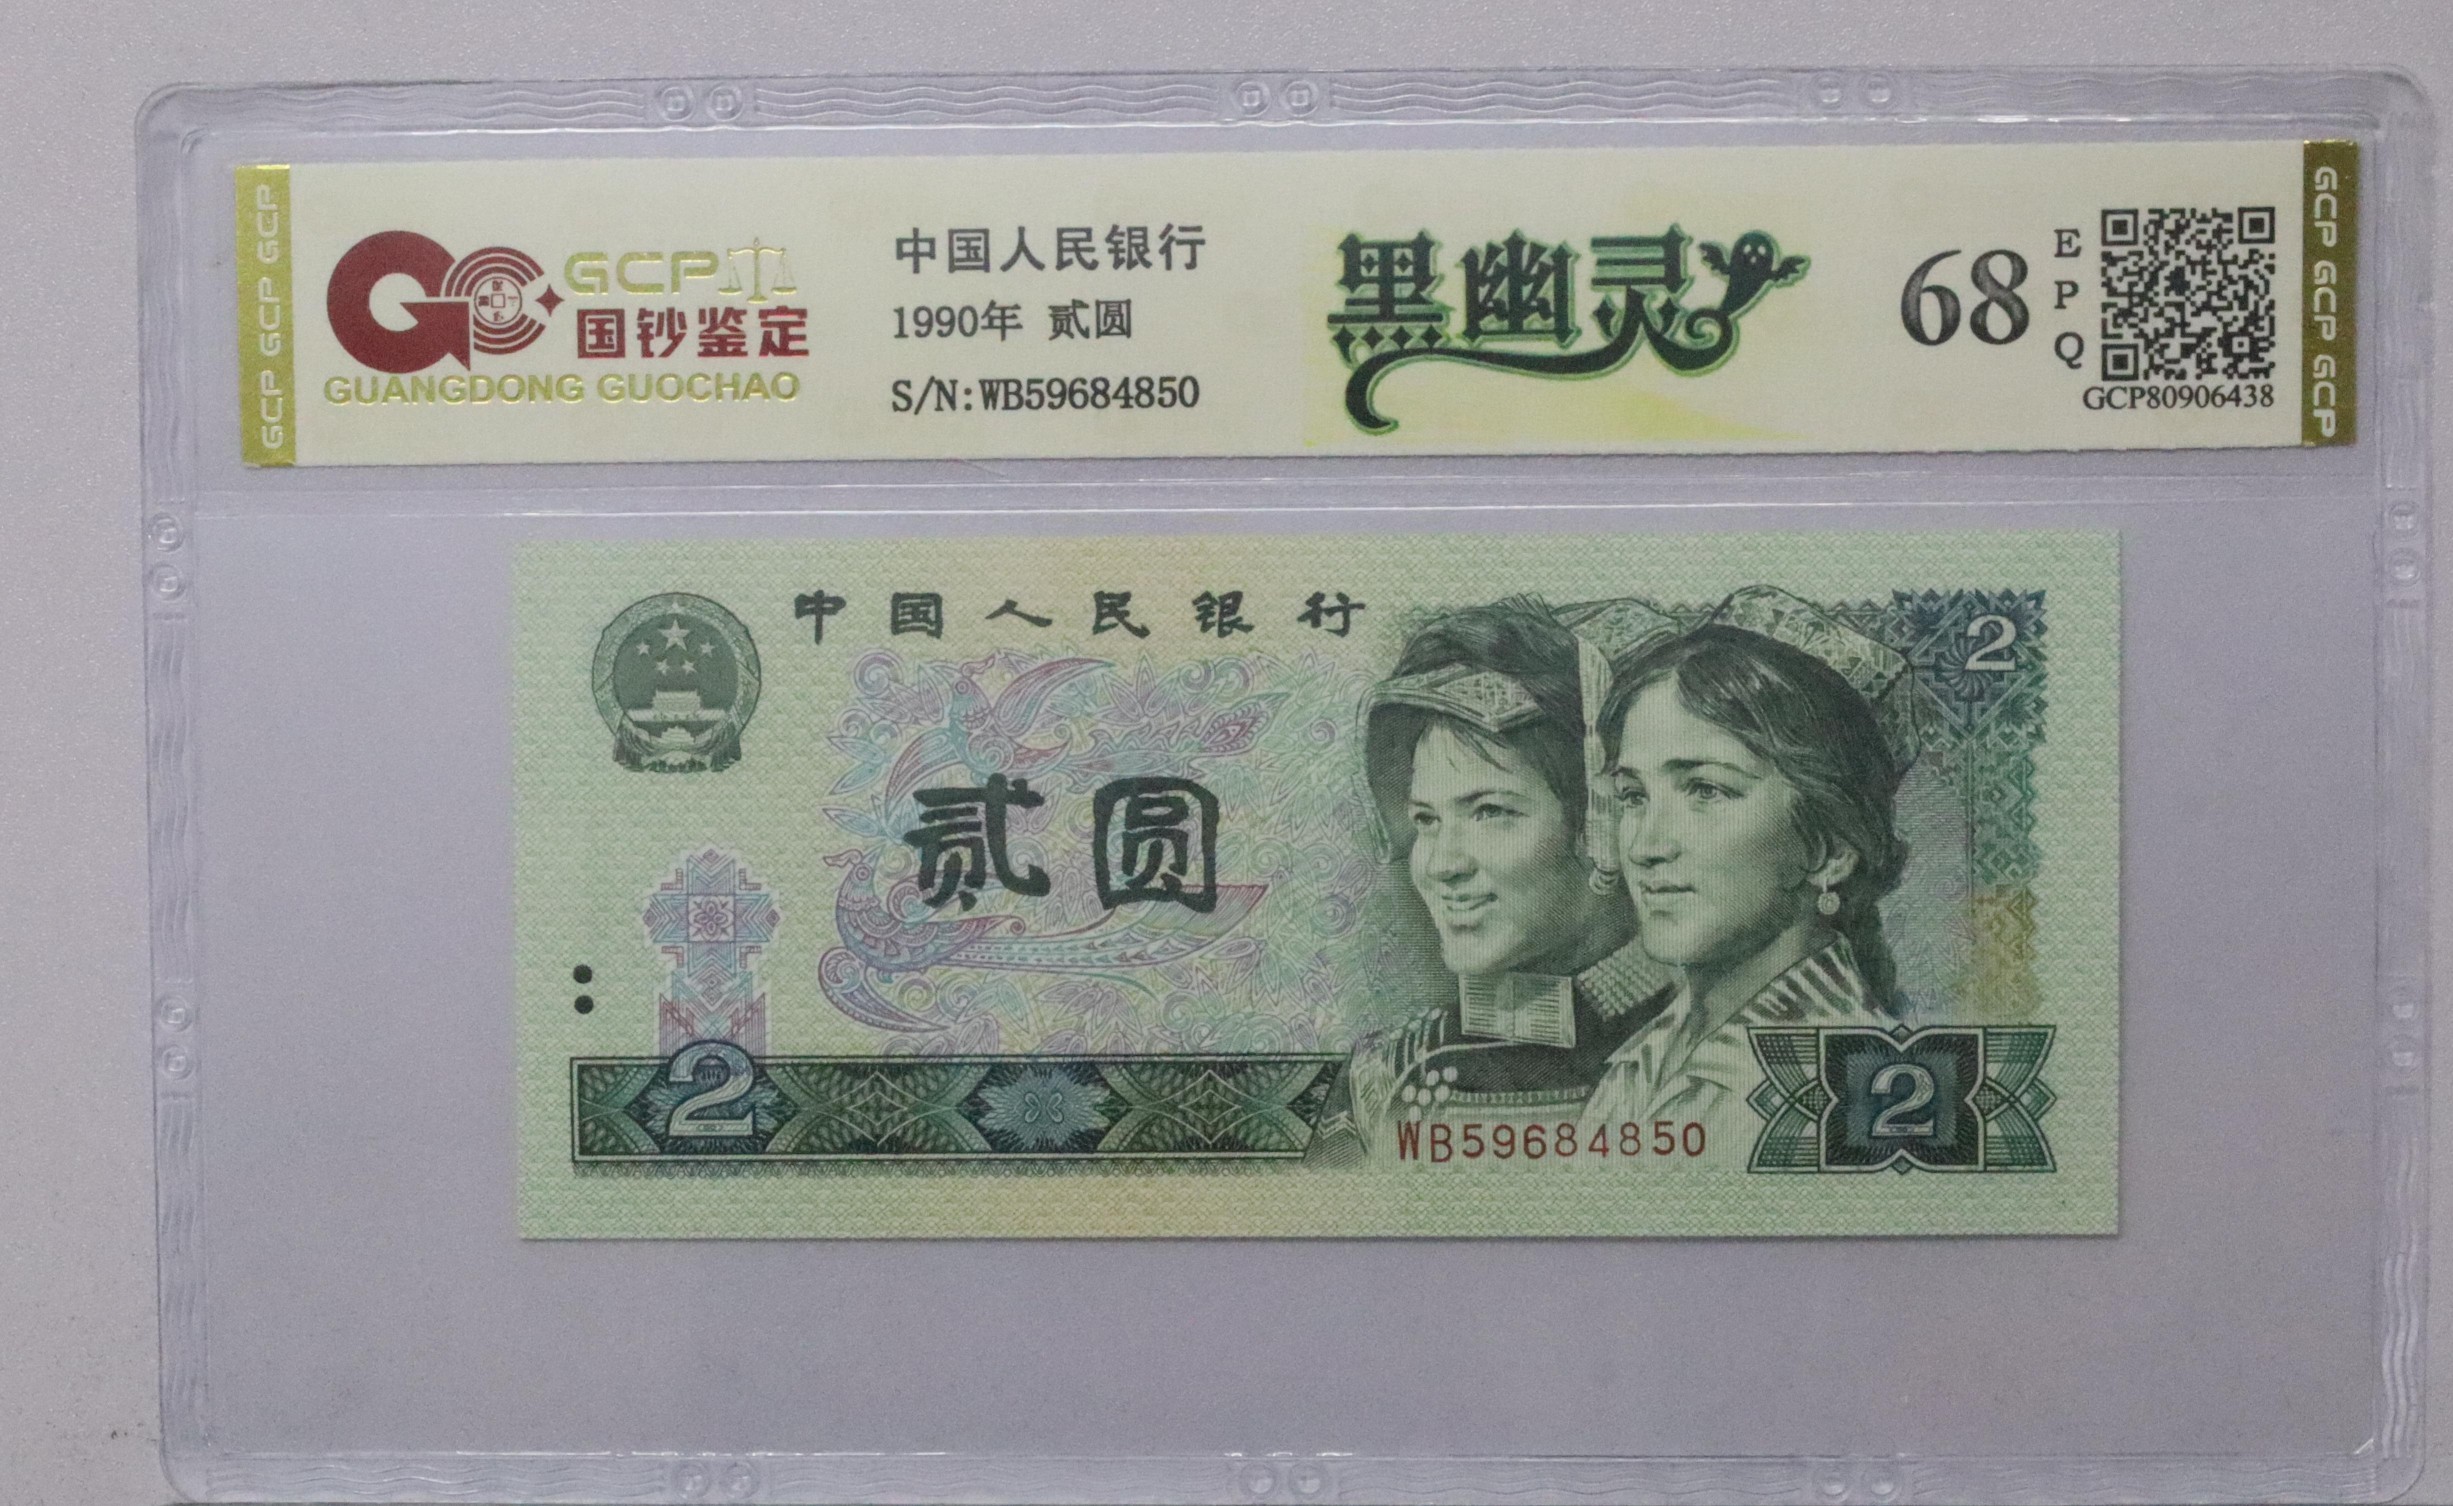 GCP GCP GCP
GCP
国钞鉴定
GUANGDONG GUOCHAO
中国人民银行
1990年 贰圆
S/N:WB59684850
黑幽灵
68
E
P
Q
GCP80906438
GCP GCP GCP
中国人民银行
2
贰圆
2
WB59684850
2